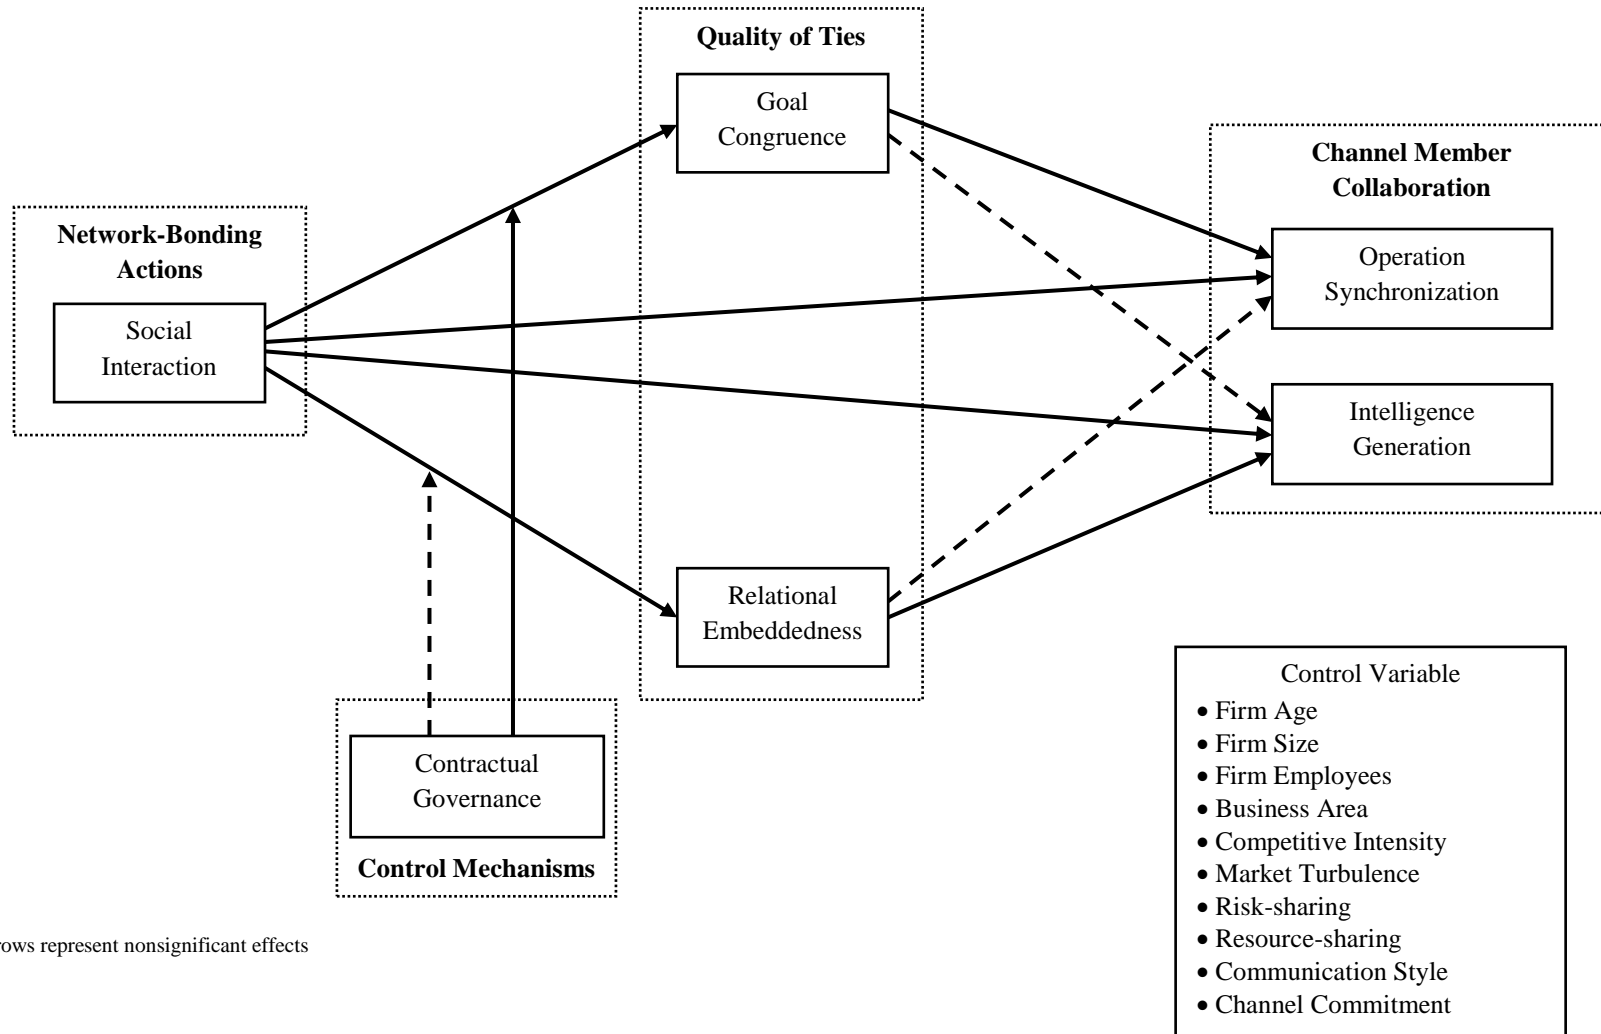 Quality of Ties
Goal
Congruence
Channel Member
Collaboration
Network-Bonding
Actions
Operation
Synchronization
Social
Interaction
Intelligence
Generation
Relational
Embeddedness
Contractual
Governance
Control Mechanisms
Control Variable
• Firm Age
• Firm Size
• Firm Employees
• Business Area
• Competitive Intensity
• Market Turbulence
• Risk-sharing
• Resource-sharing
• Communication Style
• Channel Commitment
rows represent nonsignificant effects